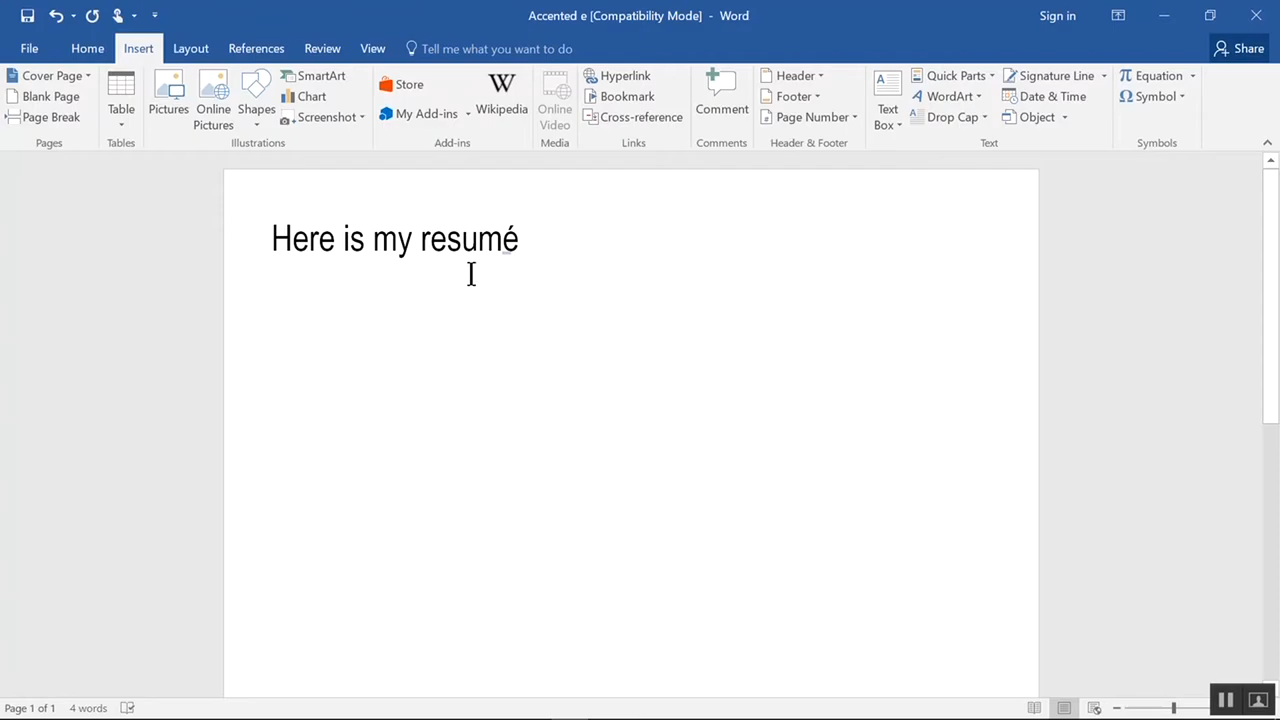 Accented e [Compatibility Mode] - Word
Sign in
File Home Insert Layout References Review View Tell me what you want to do Share
Cover Page
Blank Page
Page Break
Pages
Table
Tables
Pictures
Online Pictures
Shapes
SmartArt
Chart
Screenshot
Illustrations
Store
My Add-ins
W
Wikipedia
Add-ins
Online Video
Media
Hyperlink
Bookmark
Cross-reference
Links
Comment
Comments
Header
Footer
Page Number
Header & Footer
A
Text Box
Quick Parts
WordArt
Drop Cap
Signature Line
Date & Time
Object
Text
π Equation
Ω Symbol
Symbols
Here is my resumé
Page 1 of 1 4 words